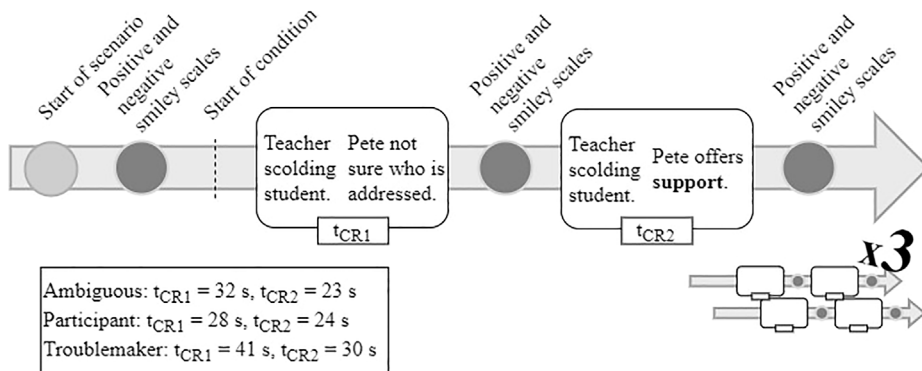 Start of scenario
Positive and
negative
smiley scales
Start of condition
Positive and
negative
smiley scales
Positive and
negative
smiley scales
Teacher
scolding
student.
Pete not
sure who is
addressed.
tCR1
Teacher
scolding
student.
Pete offers
support.
tCR2
x3
Ambiguous: tCR1 = 32 s, tCR2 = 23 s
Participant: tCR1 = 28 s, tCR2 = 24 s
Troublemaker: tCR1 = 41 s, tCR2 = 30 s